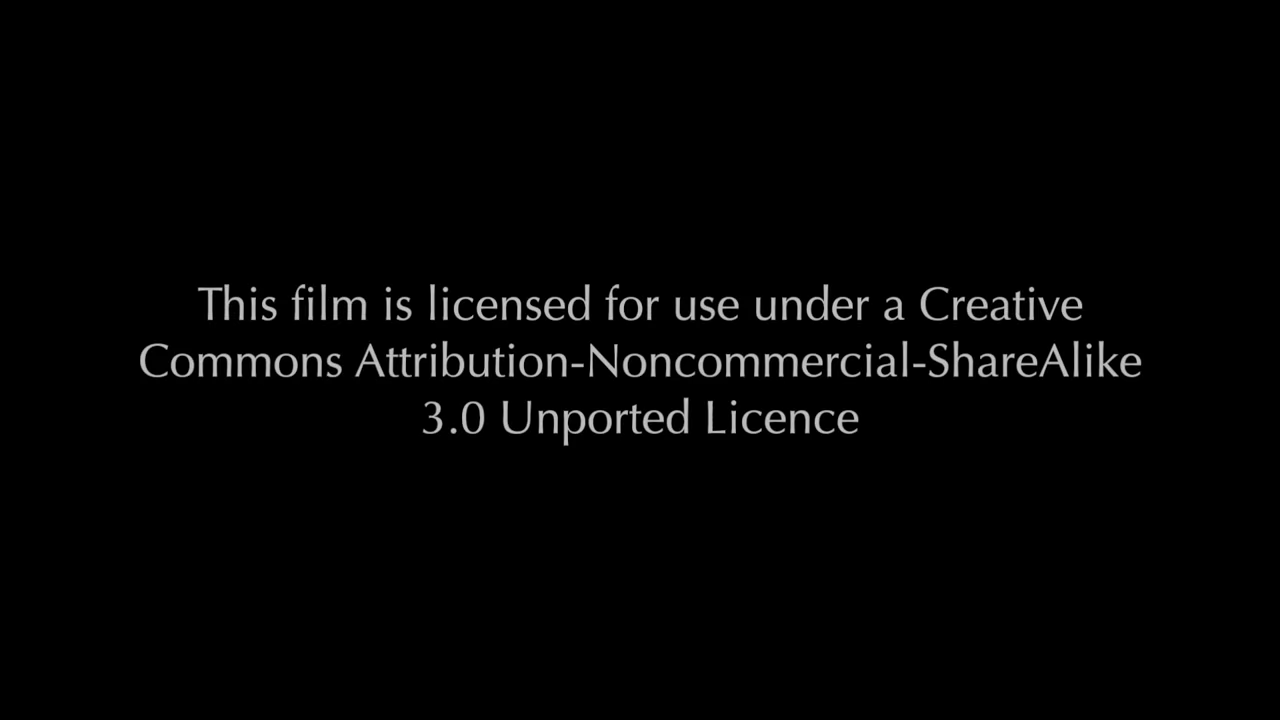 This film is licensed for use under a Creative
Commons Attribution-Noncommercial-ShareAlike
3.0 Unported Licence